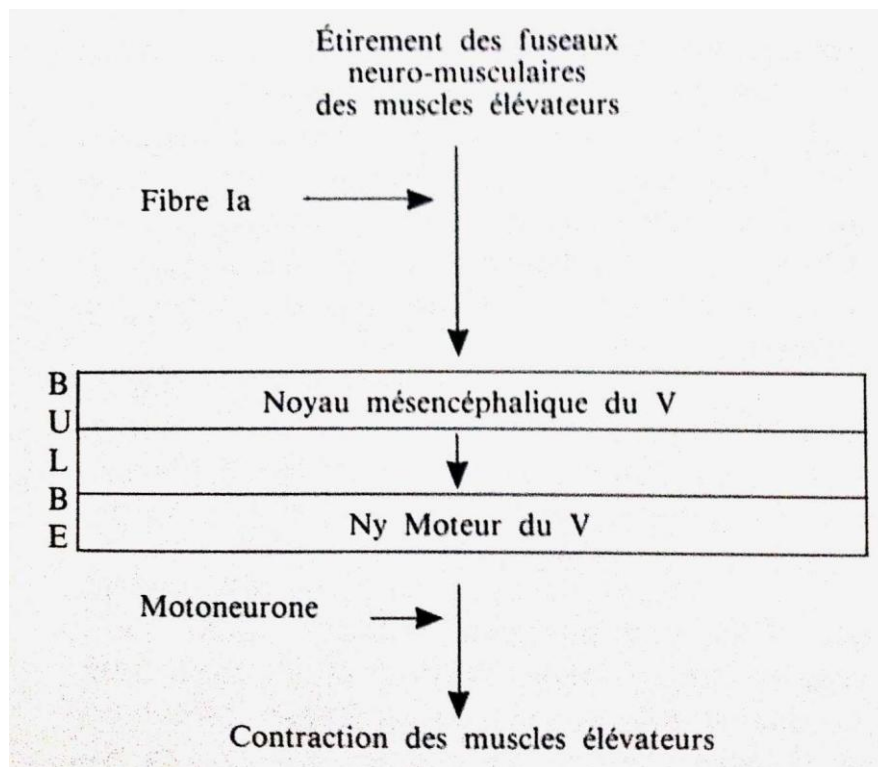 Étirement des fuseaux
neuro-musculaires
des muscles élévateurs
Fibre Ia
BULBE
Noyau mésencéphalique du V
Ny Moteur du V
Motoneurone
Contraction des muscles élévateurs